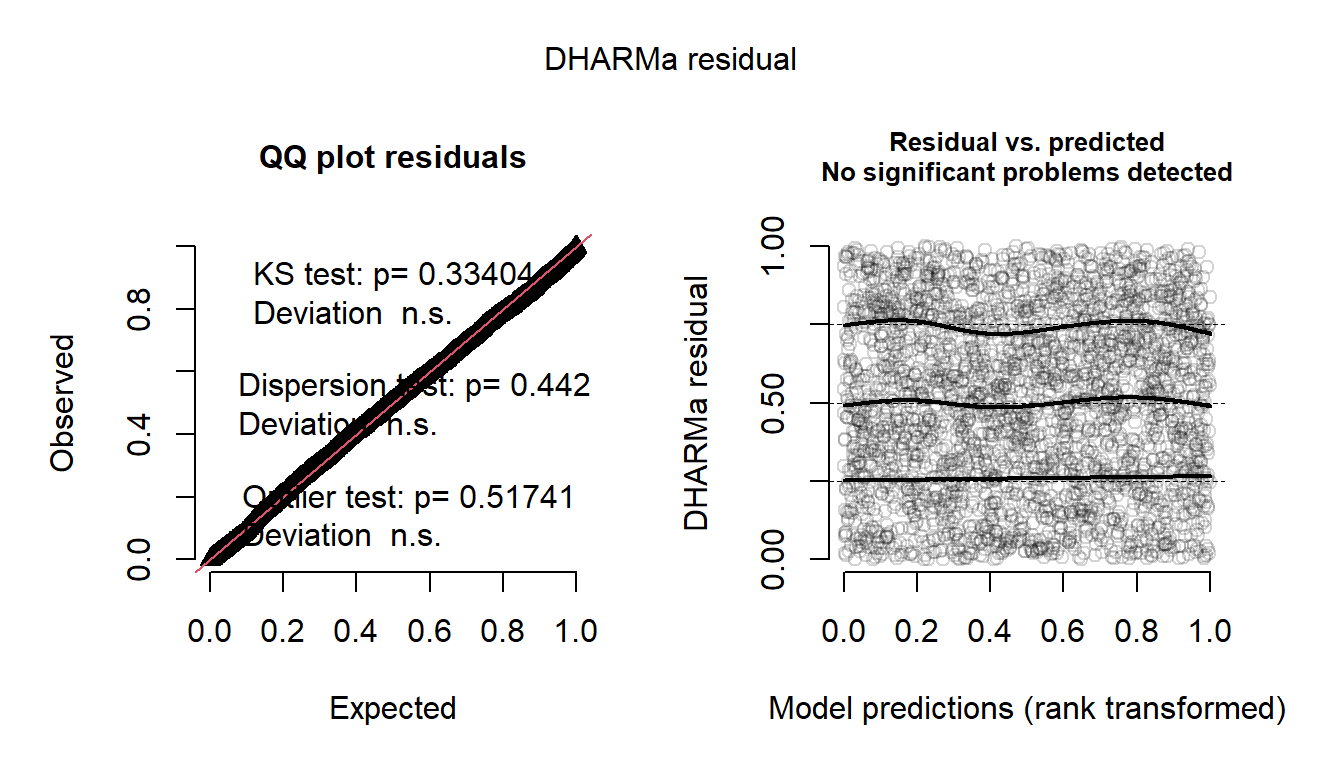 DHARMa residual
QQ plot residuals
KS test: p= 0.33404
Deviation n.s.
Dispersion test: p= 0.442
Deviation n.s.
Outlier test: p= 0.51741
Deviation n.s.
Observed
0.0
0.4
0.8
0.0 0.2 0.4 0.6 0.8 1.0
Expected
Residual vs. predicted
No significant problems detected
DHARMa residual
0.00
0.50
1.00
0.0 0.2 0.4 0.6 0.8 1.0
Model predictions (rank transformed)